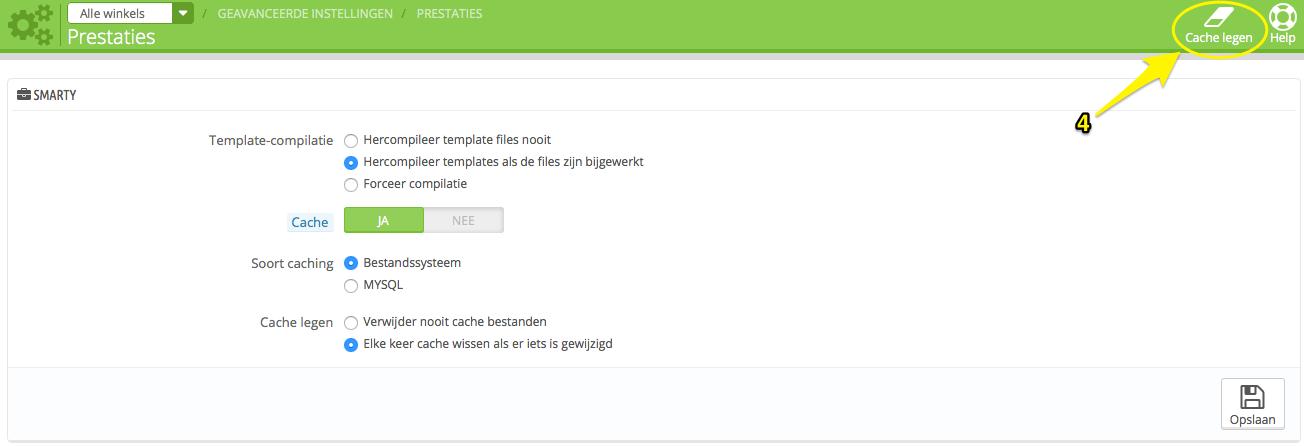 Alle winkels / GEAVANCEERDE INSTELLINGEN / PRESTATIES
Prestaties
Cache legen
Help
4
SMARTY
Template-compilatie
Hercompileer template files nooit
Hercompileer templates als de files zijn bijgewerkt
Forceer compilatie
Cache
JA
NEE
Soort caching
Bestandssysteem
MYSQL
Cache legen
Verwijder nooit cache bestanden
Elke keer cache wissen als er iets is gewijzigd
Opslaan